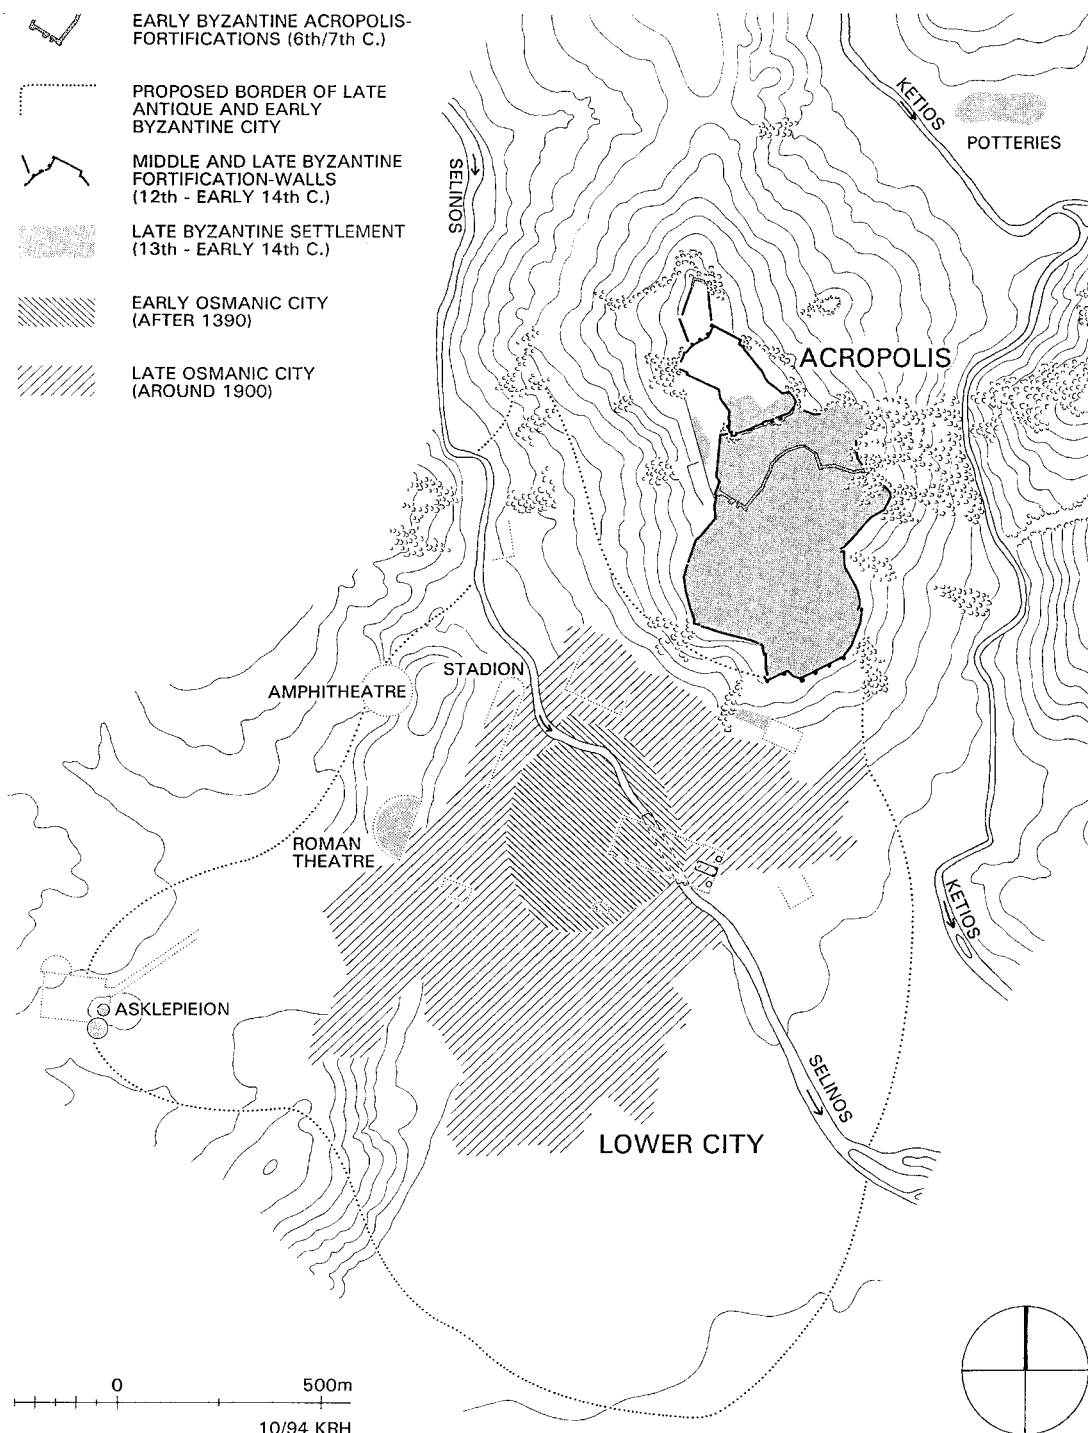 EARLY BYZANTINE ACROPOLIS-
FORTIFICATIONS (6th/7th C.)
PROPOSED BORDER OF LATE
ANTIQUE AND EARLY
BYZANTINE CITY
MIDDLE AND LATE BYZANTINE
FORTIFICATION-WALLS
(12th - EARLY 14th C.)
LATE BYZANTINE SETTLEMENT
(13th - EARLY 14th C.)
EARLY OSMANIC CITY
(AFTER 1390)
LATE OSMANIC CITY
(AROUND 1900)
KETIOS
POTTERIES
SELINOS
ACROPOLIS
STADION
AMPHITHEATRE
ROMAN
THEATRE
KETIOS
ASKLEPIEION
SELINOS
LOWER CITY
0 500m
10/94 KRH